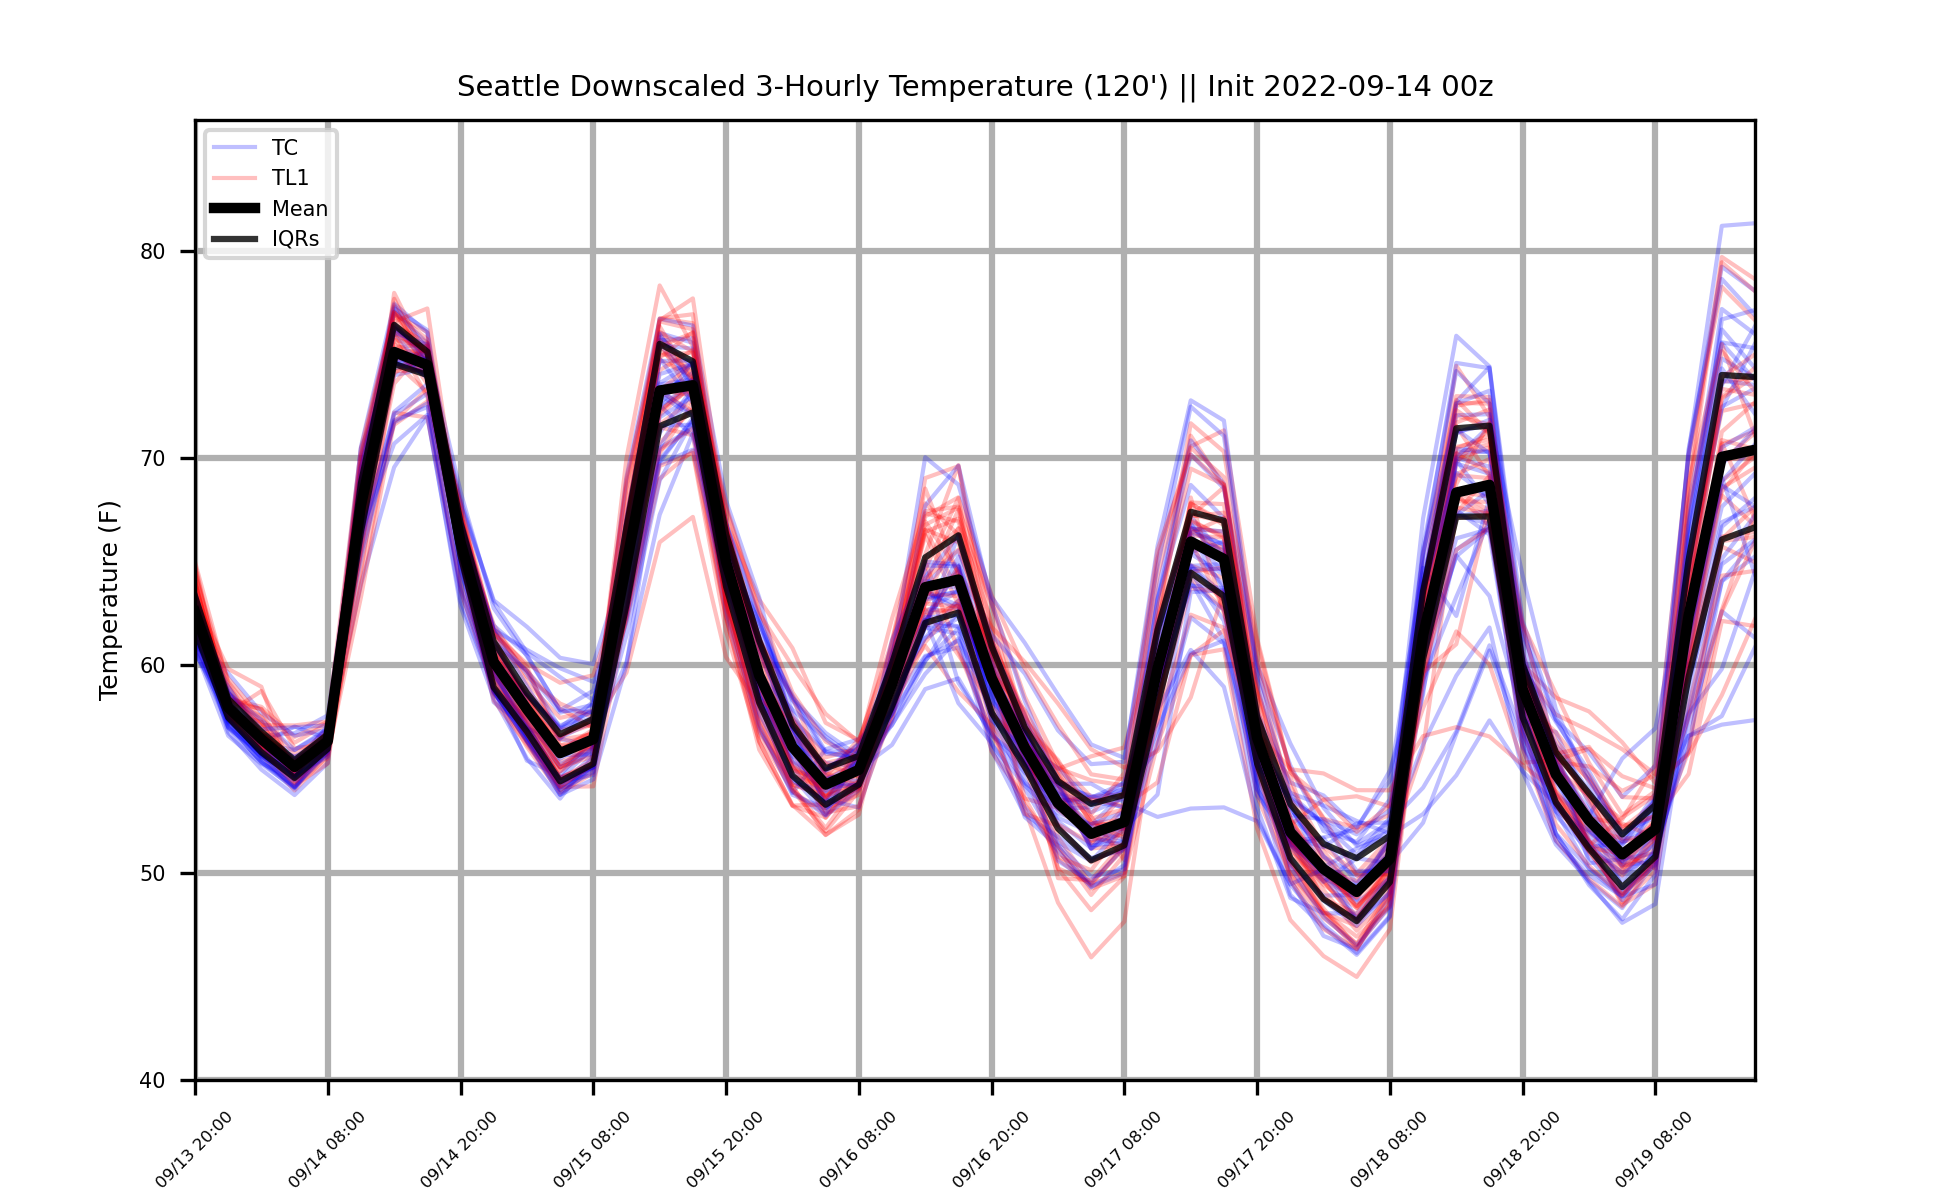 Seattle Downscaled 3-Hourly Temperature (120') || Init 2022-09-14 00z
TC
TL1
Mean
IQRs
Temperature (F)
80
70
60
50
40
09/13 20:00
09/14 08:00
09/14 20:00
09/15 08:00
09/15 20:00
09/16 08:00
09/16 20:00
09/17 08:00
09/17 20:00
09/18 08:00
09/18 20:00
09/19 08:00